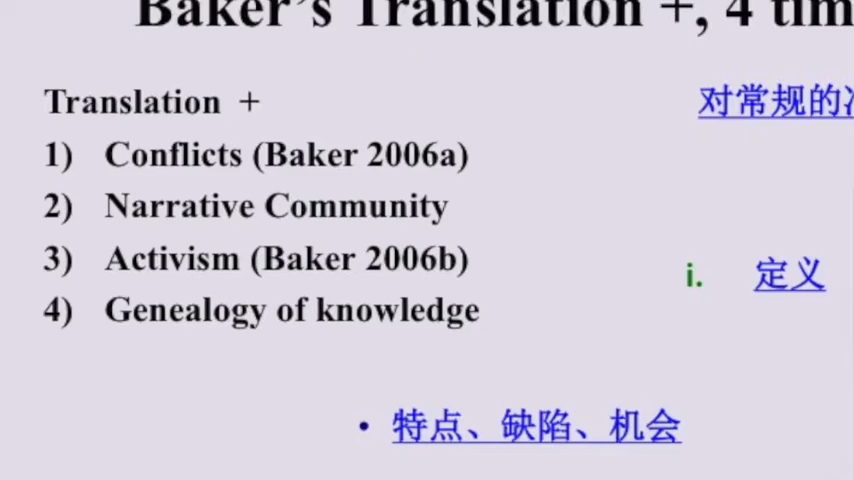 Baker's Translation +, 4 tim
Translation +
对常规的
1) Conflicts (Baker 2006a)
2) Narrative Community
3) Activism (Baker 2006b)
i. 定义
4) Genealogy of knowledge
• 特点、缺陷、机会